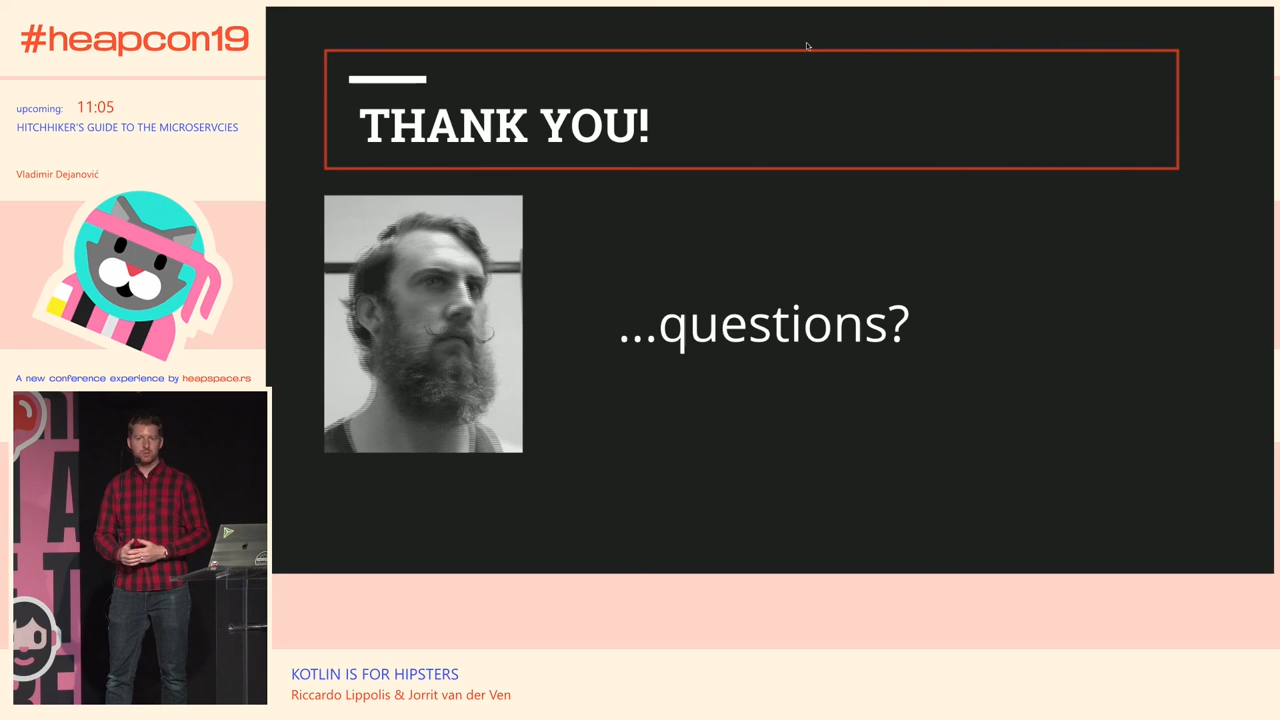 #heapcon19
upcoming: 11:05
HITCHHIKER'S GUIDE TO THE MICROSERVCIES
Vladimir Dejanović
A new conference experience by heapspace.rs
THANK YOU!
...questions?
KOTLIN IS FOR HIPSTERS
Riccardo Lippolis & Jorrit van der Ven